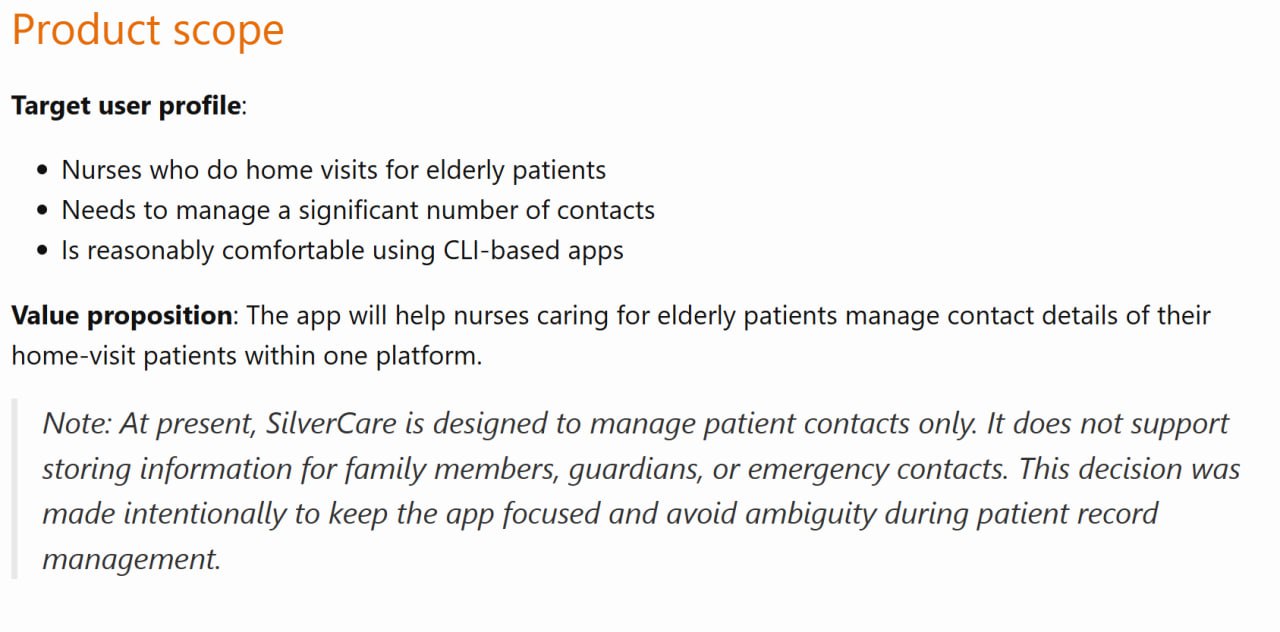 Product scope
Target user profile:
• Nurses who do home visits for elderly patients
• Needs to manage a significant number of contacts
• Is reasonably comfortable using CLI-based apps
Value proposition: The app will help nurses caring for elderly patients manage contact details of their
home-visit patients within one platform.
Note: At present, SilverCare is designed to manage patient contacts only. It does not support
storing information for family members, guardians, or emergency contacts. This decision was
made intentionally to keep the app focused and avoid ambiguity during patient record
management.